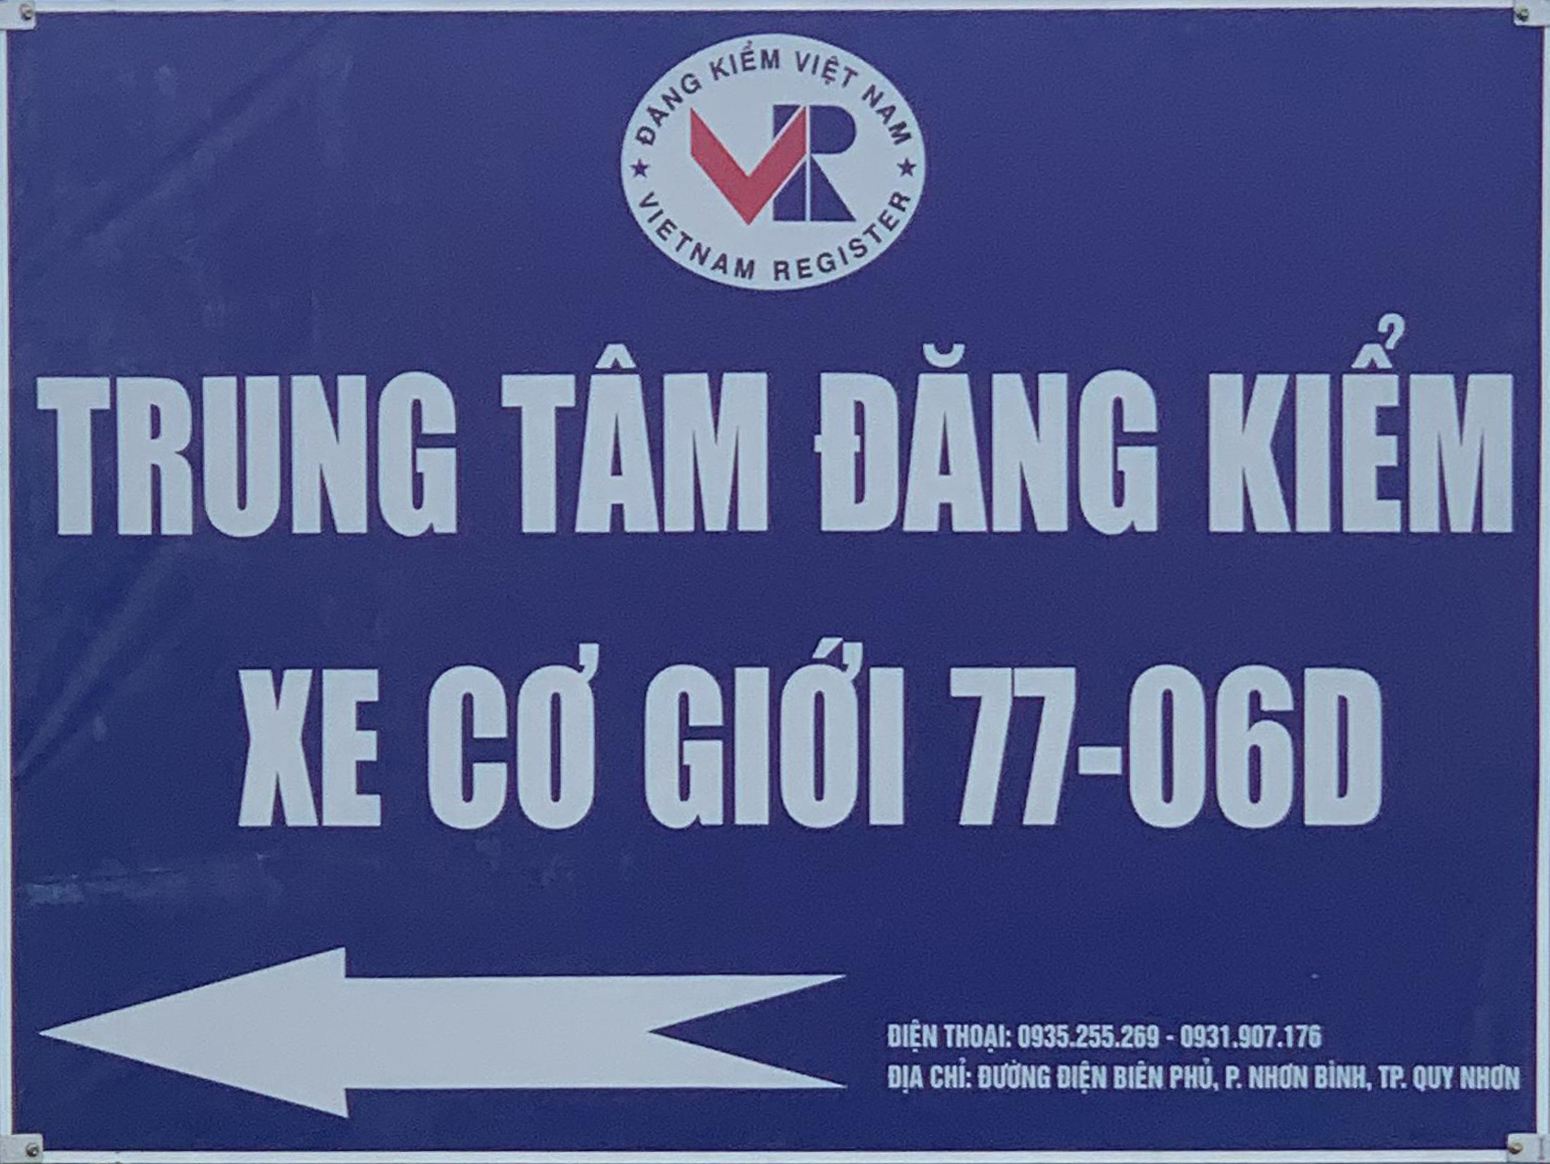 ĐĂNG KIỂM VIỆT NAM
VR
★ VIETNAM REGISTER ★
TRUNG TÂM ĐĂNG KIỂM
XE CƠ GIỚI 77-06D
ĐIỆN THOẠI: 0935.255.269 - 0931.907.176
ĐỊA CHỈ: ĐƯỜNG ĐIỆN BIÊN PHỦ, P. NHƠN BÌNH, TP. QUY NHƠN